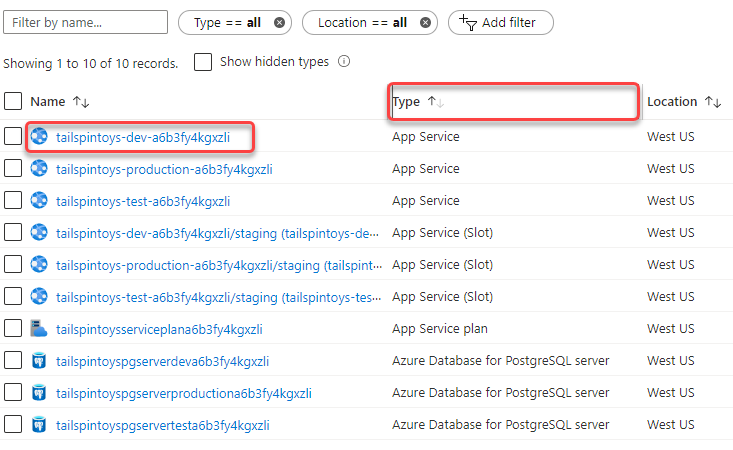 Filter by name... Type == all Location == all Add filter
Showing 1 to 10 of 10 records. Show hidden types
Name Type Location
tailspintoys-dev-a6b3fy4kgxzli App Service West US
tailspintoys-production-a6b3fy4kgxzli App Service West US
tailspintoys-test-a6b3fy4kgxzli App Service West US
tailspintoys-dev-a6b3fy4kgxzli/staging (tailspintoys-de... App Service (Slot) West US
tailspintoys-production-a6b3fy4kgxzli/staging (tailspint... App Service (Slot) West US
tailspintoys-test-a6b3fy4kgxzli/staging (tailspintoys-tes... App Service (Slot) West US
tailspintoysserviceplana6b3fy4kgxzli App Service plan West US
tailspintoyspgserverdeva6b3fy4kgxzli Azure Database for PostgreSQL server West US
tailspintoyspgserverproductiona6b3fy4kgxzli Azure Database for PostgreSQL server West US
tailspintoyspgservertesta6b3fy4kgxzli Azure Database for PostgreSQL server West US